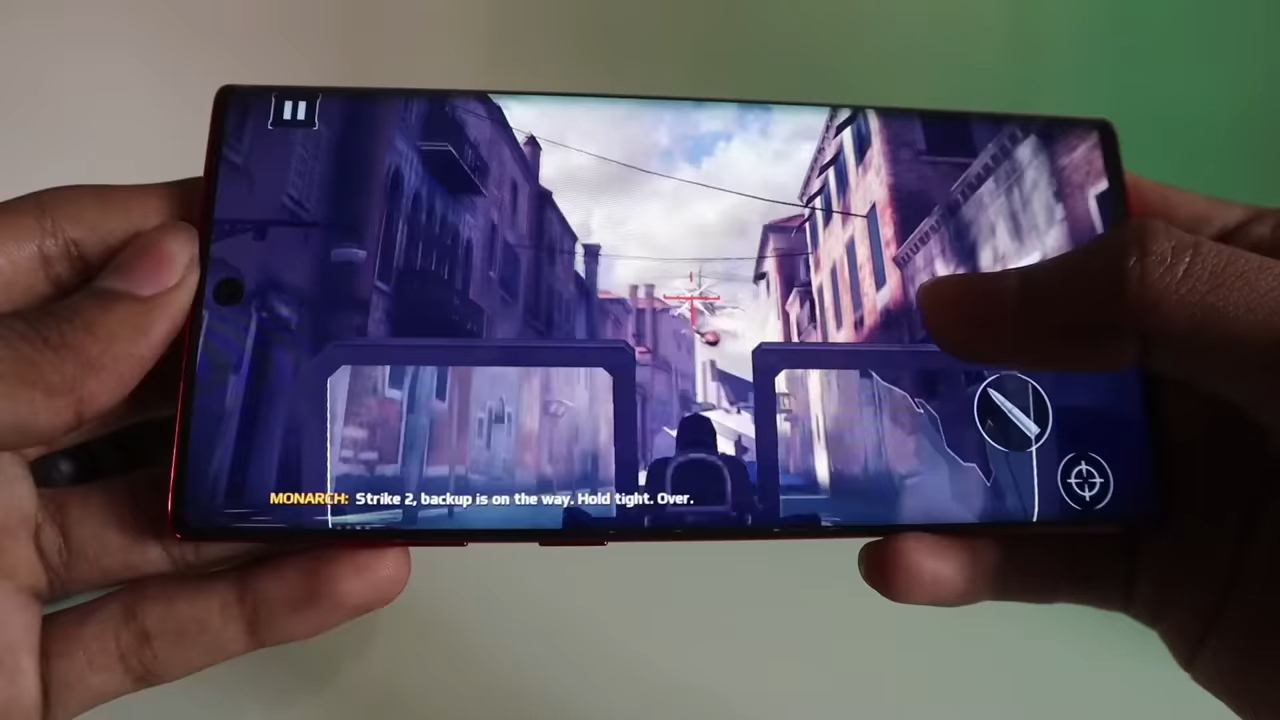 MONARCH: Strike 2, backup is on the way. Hold tight. Over.